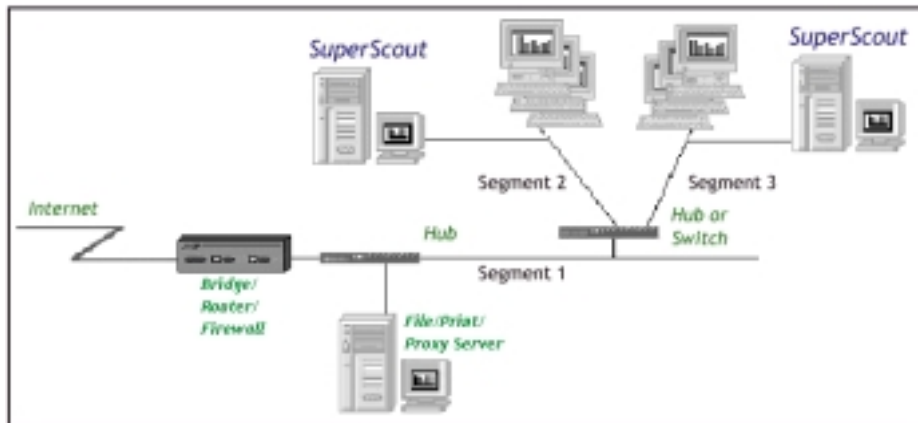 SuperScout
SuperScout
Segment 2
Segment 3
Internet
Hub
Hub or
Switch
Segment 1
Bridge/
Router/
Firewall
File/Print/
Proxy Server